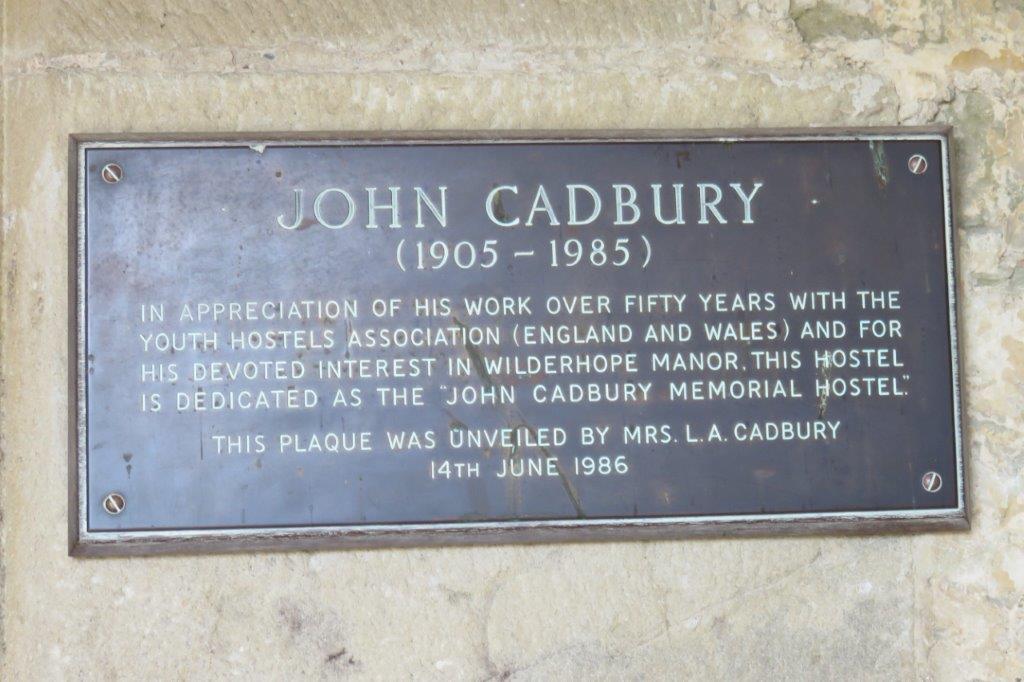 JOHN CADBURY
(1905-1985)
IN APPRECIATION OF HIS WORK OVER FIFTY YEARS WITH THE
YOUTH HOSTELS ASSOCIATION (ENGLAND AND WALES) AND FOR
HIS DEVOTED INTEREST IN WILDERHOPE MANOR. THIS HOSTEL
IS DEDICATED AS THE "JOHN CADBURY MEMORIAL HOSTEL".
THIS PLAQUE WAS UNVEILED BY MRS. L.A. CADBURY
14TH JUNE 1986